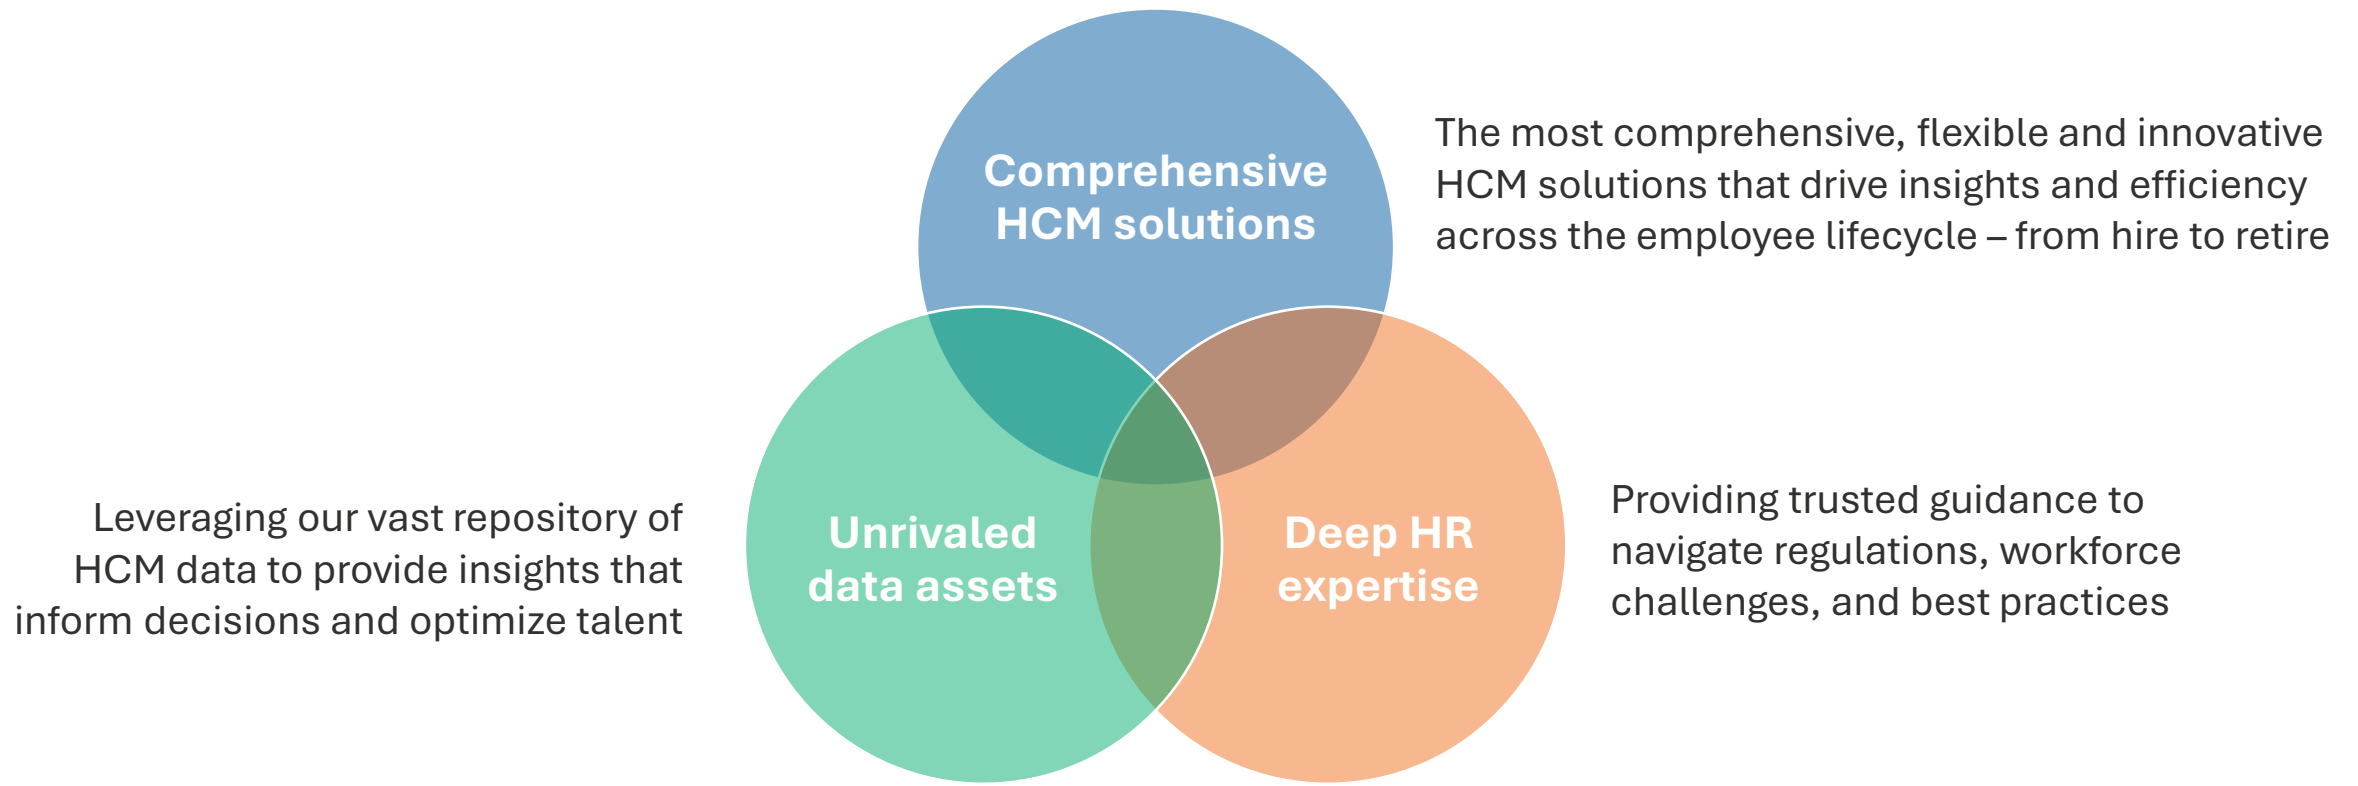 Comprehensive
HCM solutions
The most comprehensive, flexible and innovative
HCM solutions that drive insights and efficiency
across the employee lifecycle – from hire to retire
Leveraging our vast repository of
HCM data to provide insights that
inform decisions and optimize talent
Unrivaled
data assets
Deep HR
expertise
Providing trusted guidance to
navigate regulations, workforce
challenges, and best practices